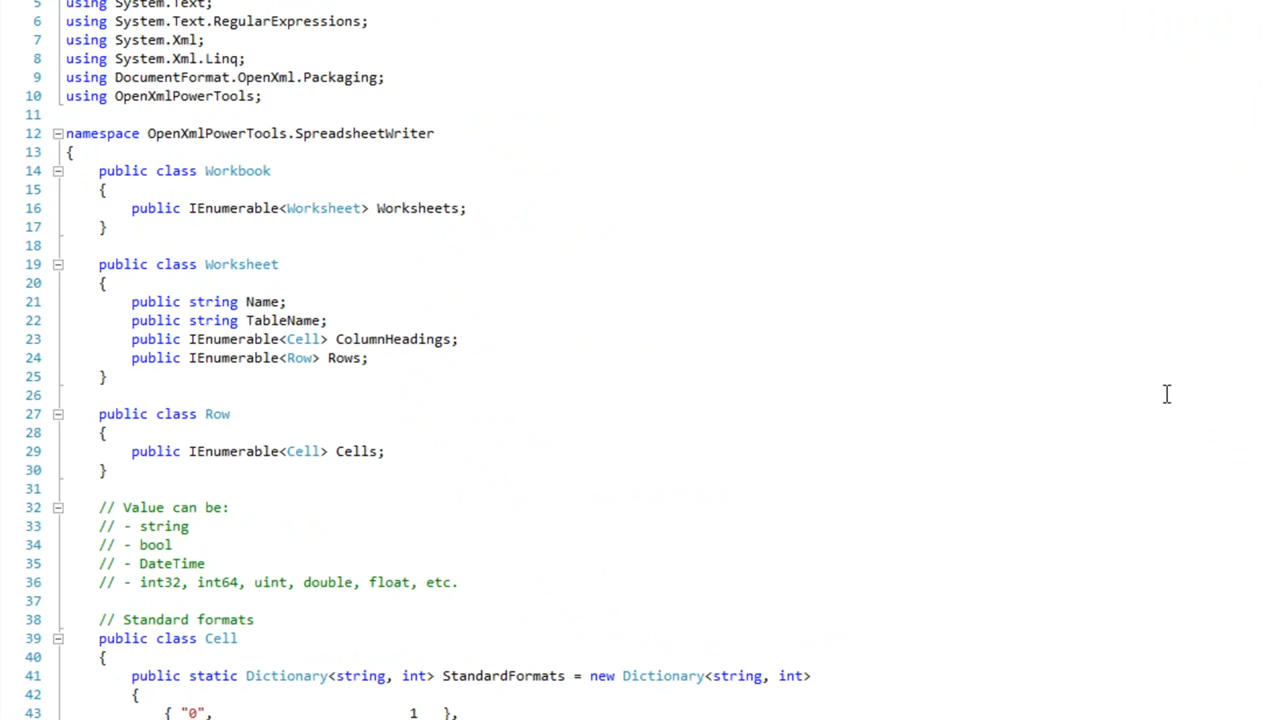 5 using System.Text;
6 using System.Text.RegularExpressions;
7 using System.Xml;
8 using System.Xml.Linq;
9 using DocumentFormat.OpenXml.Packaging;
10 using OpenXmlPowerTools;
11
12 namespace OpenXmlPowerTools.SpreadsheetWriter
13 {
14     public class Workbook
15     {
16         public IEnumerable<Worksheet> Worksheets;
17     }
18
19     public class Worksheet
20     {
21         public string Name;
22         public string TableName;
23         public IEnumerable<Cell> ColumnHeadings;
24         public IEnumerable<Row> Rows;
25     }
26
27     public class Row
28     {
29         public IEnumerable<Cell> Cells;
30     }
31
32     // Value can be:
33     // - string
34     // - bool
35     // - DateTime
36     // - int32, int64, uint, double, float, etc.
37
38     // Standard formats
39     public class Cell
40     {
41         public static Dictionary<string, int> StandardFormats = new Dictionary<string, int>
42         {
43             { "0",                        1   },